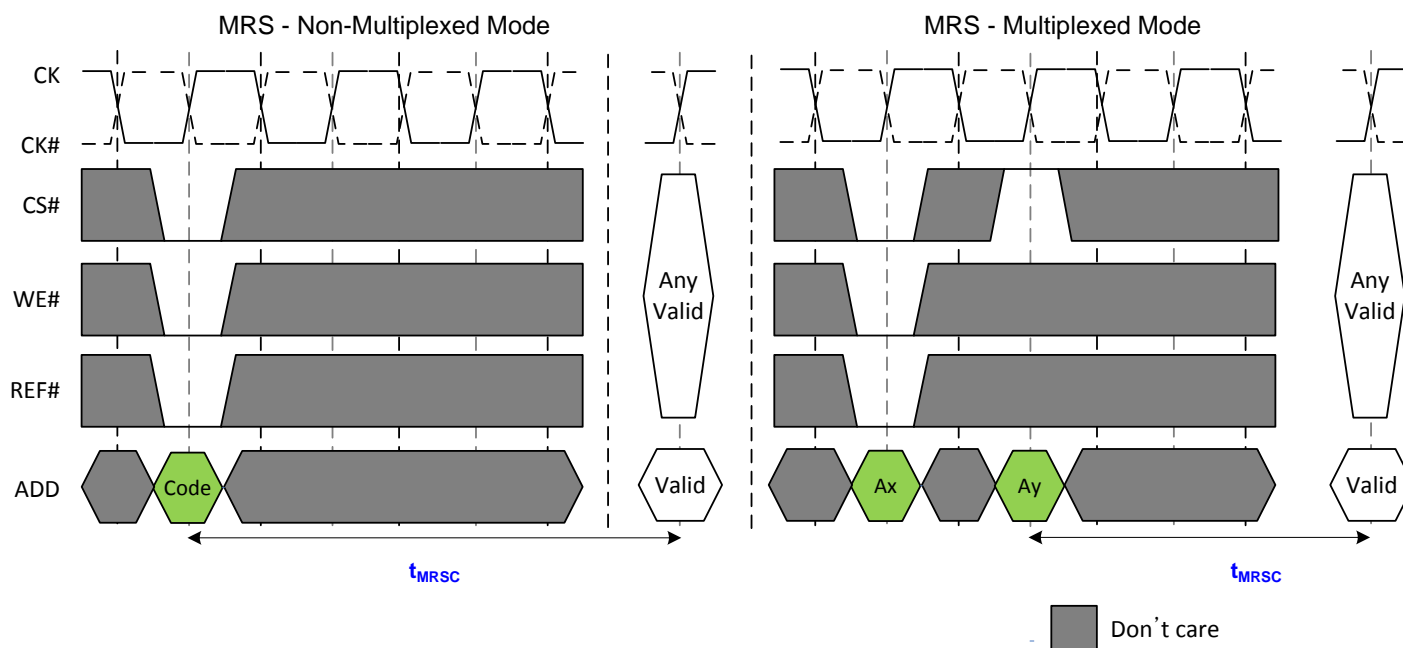 MRS - Non-Multiplexed Mode
MRS - Multiplexed Mode
CK
CK#
CS#
WE#
REF#
ADD
Any
Valid
Any
Valid
Code
Valid
Ax
Ay
Valid
tMRSC
tMRSC
Don't care